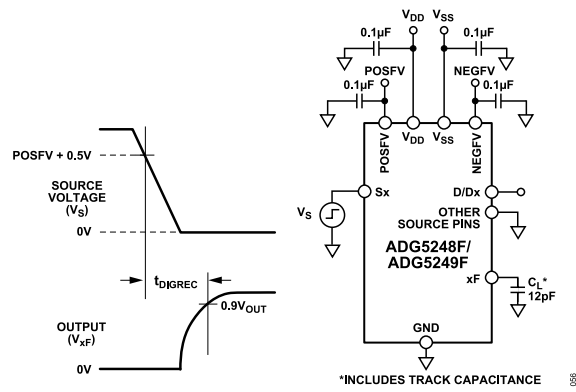 POSFV + 0.5V
SOURCE
VOLTAGE
(VS)
0V
tDIGREC
0.9VOUT
OUTPUT
(VxF)
0V
VDD VSS
0.1µF 0.1µF
POSFV NEGFV
0.1µF 0.1µF
POSFV VDD VSS NEGFV
VS
Sx
D/Dx
OTHER
SOURCE PINS
ADG5248F/
ADG5249F
xF
CL*
12pF
GND
*INCLUDES TRACK CAPACITANCE
056